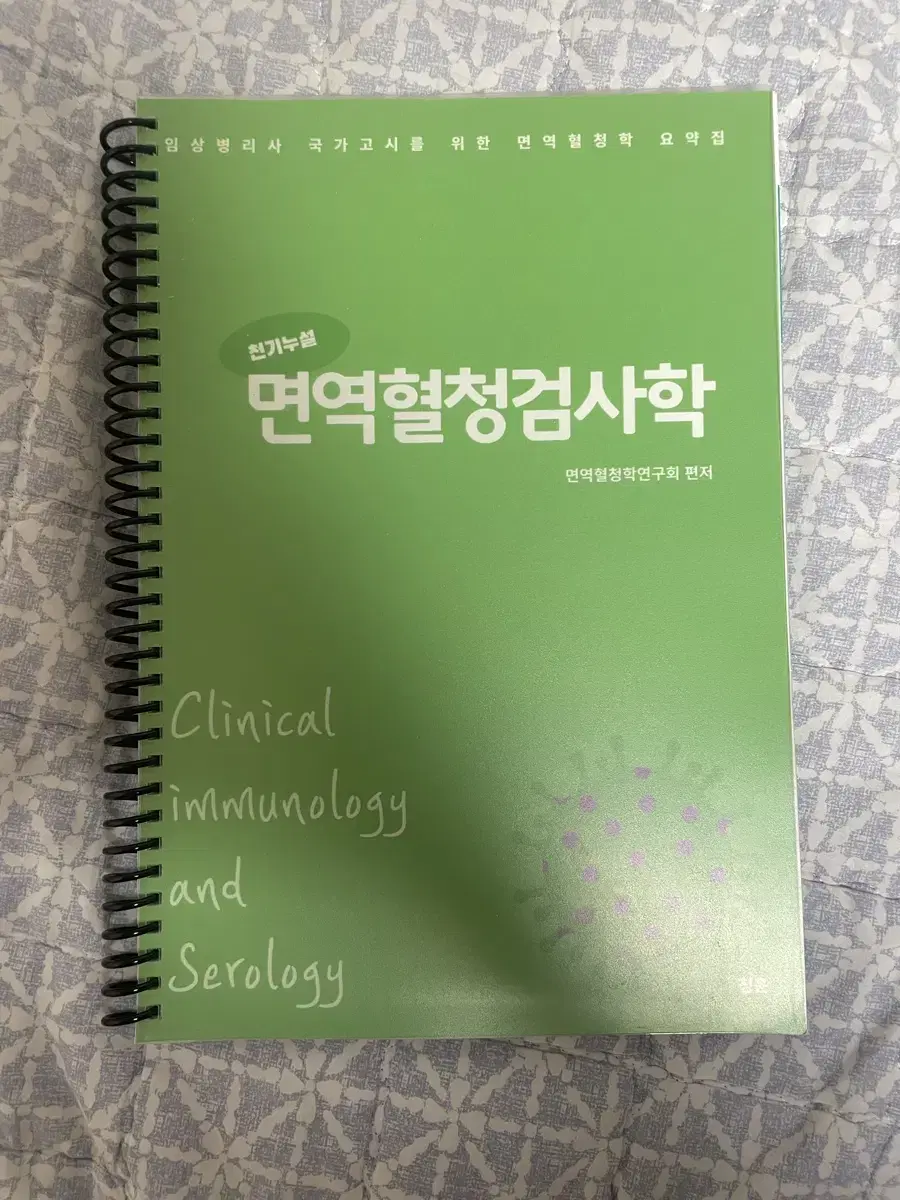 임상병리사 국가고시를 위한 면역혈청학 요약집
천기누설
면역혈청검사학
면역혈청학연구회 편저
Clinical
immunology
and
Serology